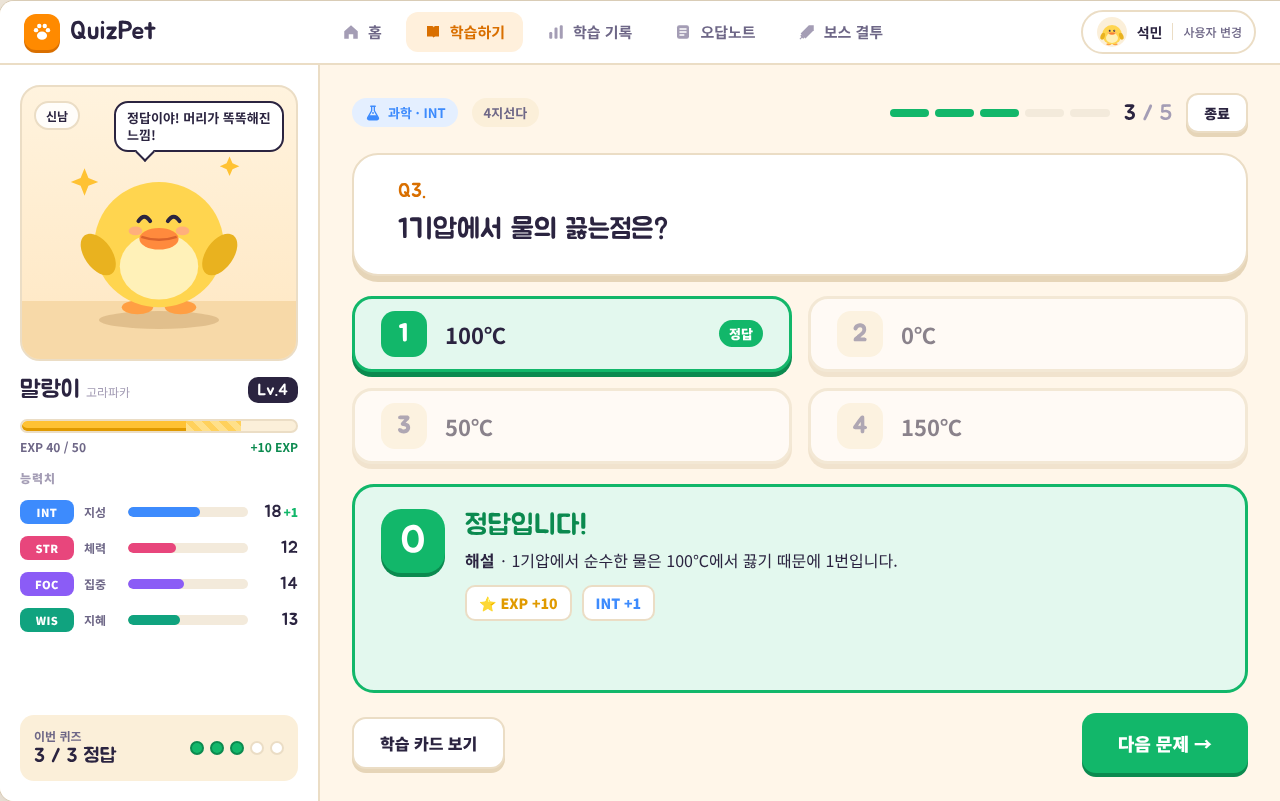 QuizPet
홈
학습하기
학습 기록
오답노트
보스 결투
석민
사용자 변경
신남
정답이야! 머리가 똑똑해진
느낌!
말랑이 고라파카
Lv.4
EXP 40 / 50
+10 EXP
능력치
INT 지성 18 +1
STR 체력 12
FOC 집중 14
WIS 지혜 13
이번 퀴즈
3 / 3 정답
과학 · INT
4지선다
3 / 5
종료
Q3.
1기압에서 물의 끓는점은?
1 100℃ 정답
2 0℃
3 50℃
4 150℃
O
정답입니다!
해설 · 1기압에서 순수한 물은 100℃에서 끓기 때문에 1번입니다.
⭐ EXP +10
INT +1
학습 카드 보기
다음 문제 →